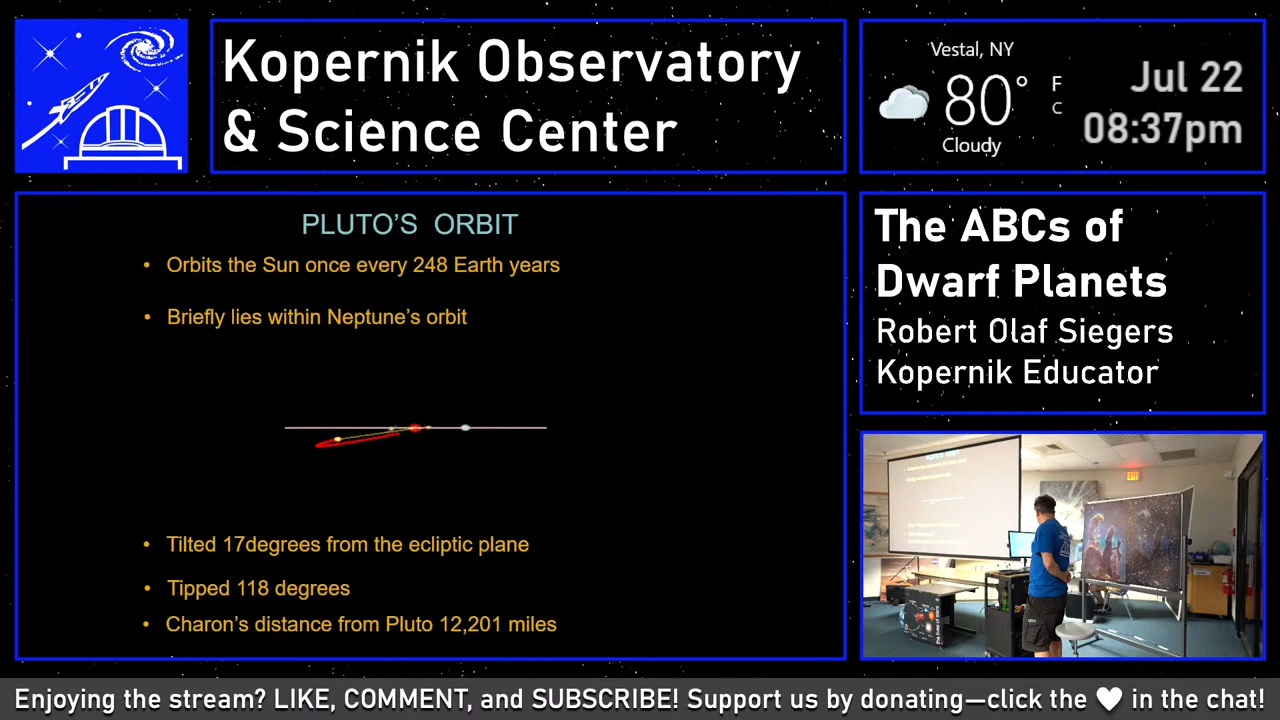 Kopernik Observatory
& Science Center
Vestal, NY
80°
F
C
Cloudy
Jul 22
08:37pm
PLUTO'S ORBIT
• Orbits the Sun once every 248 Earth years
• Briefly lies within Neptune's orbit
• Tilted 17degrees from the ecliptic plane
• Tipped 118 degrees
• Charon's distance from Pluto 12,201 miles
The ABCs of
Dwarf Planets
Robert Olaf Siegers
Kopernik Educator
EXIT
Enjoying the stream? LIKE, COMMENT, and SUBSCRIBE! Support us by donating—click the ♥ in the chat!